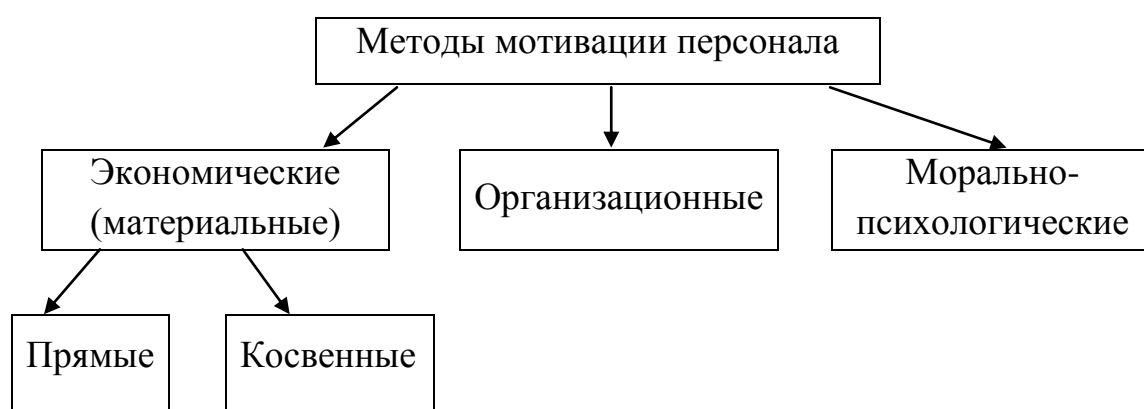 Методы мотивации персонала
Экономические
(материальные)
Организационные
Морально-
психологические
Прямые
Косвенные